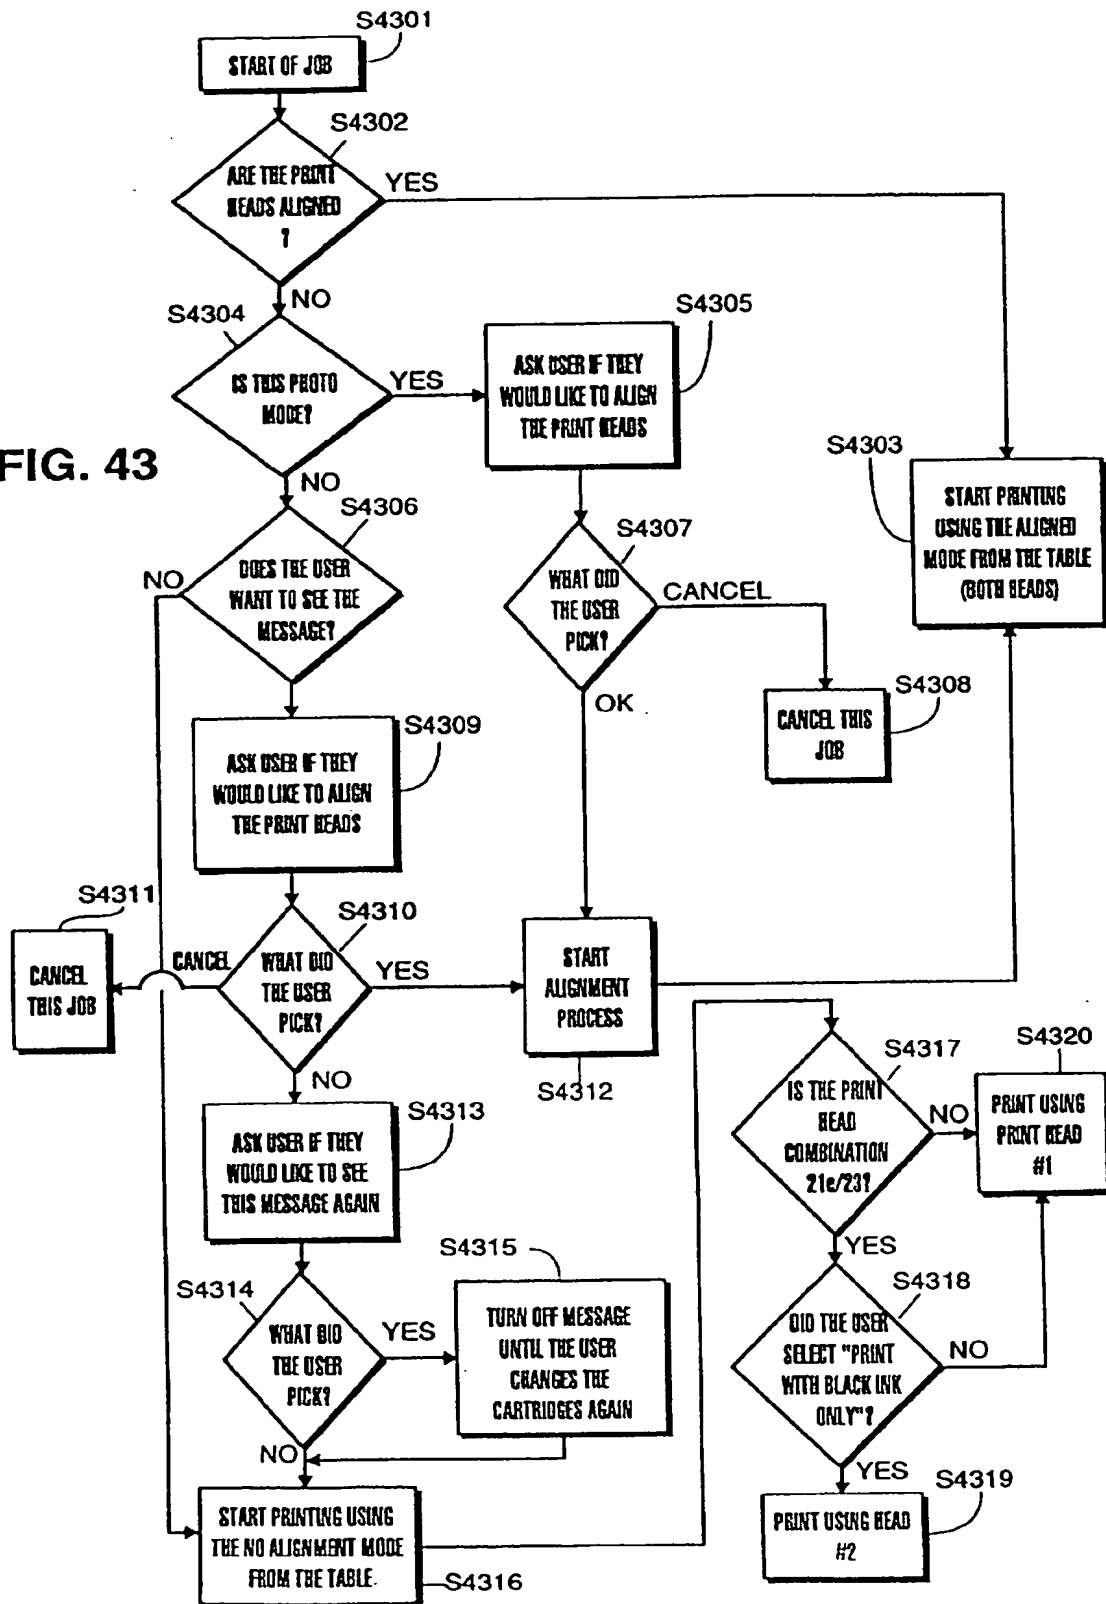 S4301
START OF JOB
S4302
ARE THE PRINT
HEADS ALIGNED
?
YES
NO
S4304
IS THIS PHOTO
MODE?
YES
NO
S4305
ASK USER IF THEY
WOULD LIKE TO ALIGN
THE PRINT HEADS
FIG. 43
S4303
START PRINTING
USING THE ALIGNED
MODE FROM THE TABLE
(BOTH HEADS)
S4306
DOES THE USER
WANT TO SEE THE
MESSAGE?
NO
S4307
WHAT DID
THE USER
PICK?
CANCEL
OK
S4308
CANCEL THIS
JOB
S4309
ASK USER IF THEY
WOULD LIKE TO ALIGN
THE PRINT HEADS
S4311
CANCEL
THIS JOB
S4310
CANCEL
WHAT DID
THE USER
PICK?
YES
NO
START
ALIGNMENT
PROCESS
S4312
S4313
ASK USER IF THEY
WOULD LIKE TO SEE
THIS MESSAGE AGAIN
S4317
IS THE PRINT
HEAD
COMBINATION
21e/23?
NO
YES
S4320
PRINT USING
PRINT HEAD
#1
S4314
WHAT DID
THE USER
PICK?
YES
NO
S4315
TURN OFF MESSAGE
UNTIL THE USER
CHANGES THE
CARTRIDGES AGAIN
S4318
DID THE USER
SELECT "PRINT
WITH BLACK INK
ONLY"?
NO
YES
START PRINTING USING
THE NO ALIGNMENT MODE
FROM THE TABLE.
S4316
S4319
PRINT USING HEAD
#2